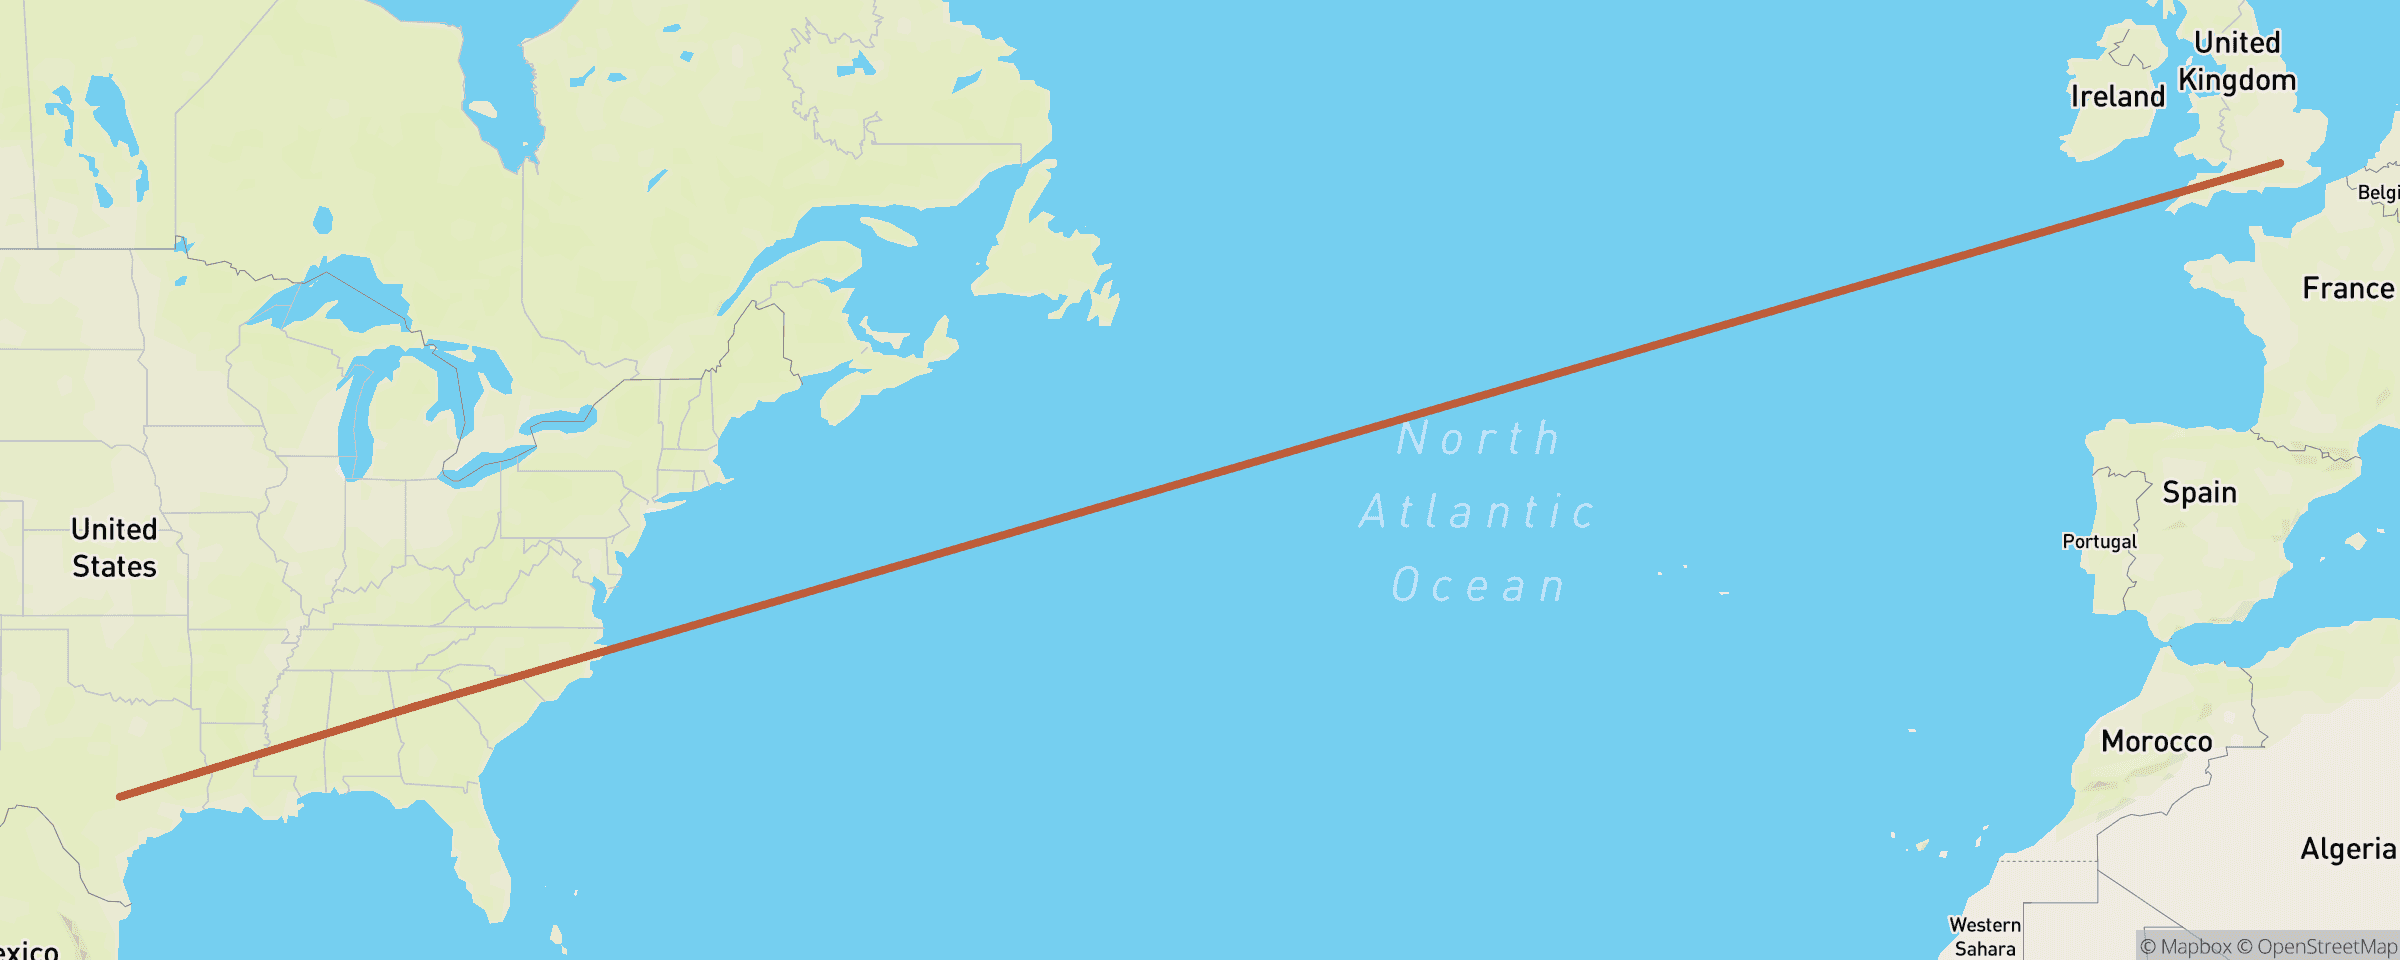 United
Kingdom
Ireland
Belgi
France
North
Atlantic
Ocean
United
States
Spain
Portugal
Morocco
Algeria
Western
Sahara
exico
© Mapbox © OpenStreetMap